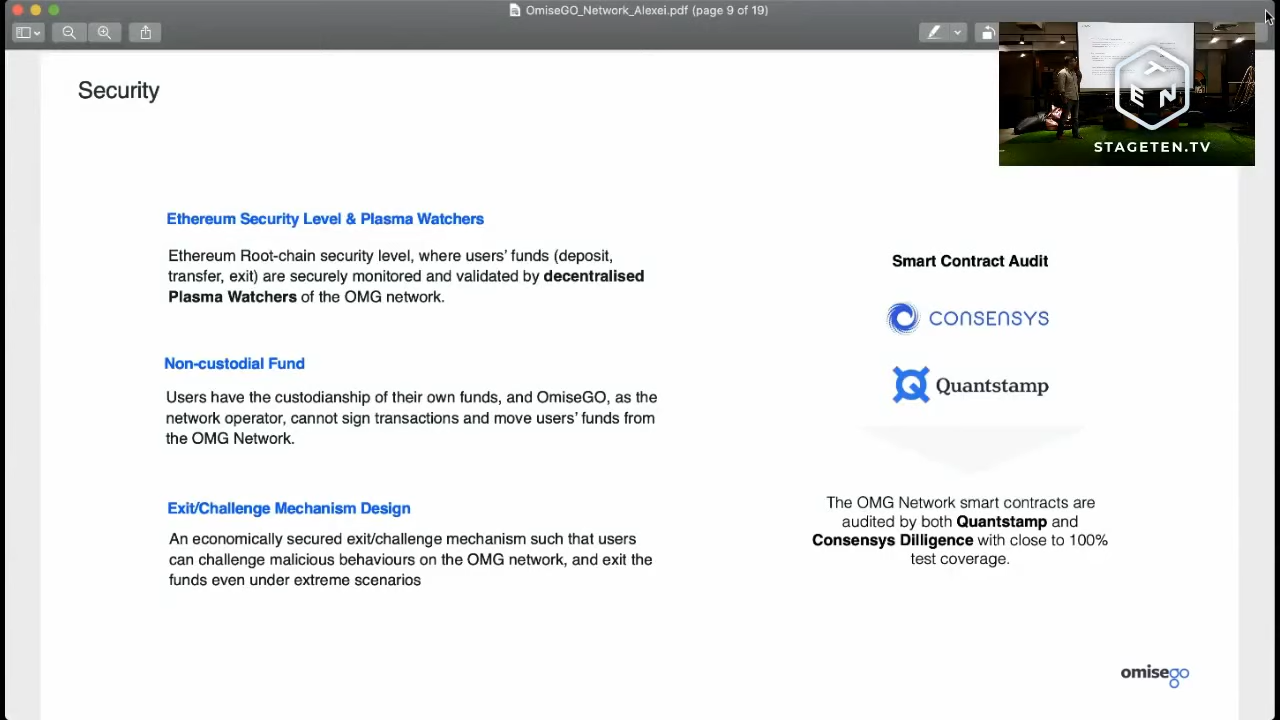 OmiseGO_Network_Alexei.pdf (page 9 of 19)
Security
Ethereum Security Level & Plasma Watchers
Ethereum Root-chain security level, where users’ funds (deposit,
transfer, exit) are securely monitored and validated by decentralised
Plasma Watchers of the OMG network.
Non-custodial Fund
Users have the custodianship of their own funds, and OmiseGO, as the
network operator, cannot sign transactions and move users’ funds from
the OMG Network.
Exit/Challenge Mechanism Design
An economically secured exit/challenge mechanism such that users
can challenge malicious behaviours on the OMG network, and exit the
funds even under extreme scenarios
Smart Contract Audit
CONSENSYS
Quantstamp
The OMG Network smart contracts are
audited by both Quantstamp and
Consensys Dilligence with close to 100%
test coverage.
omisego
TEN
STAGETEN.TV